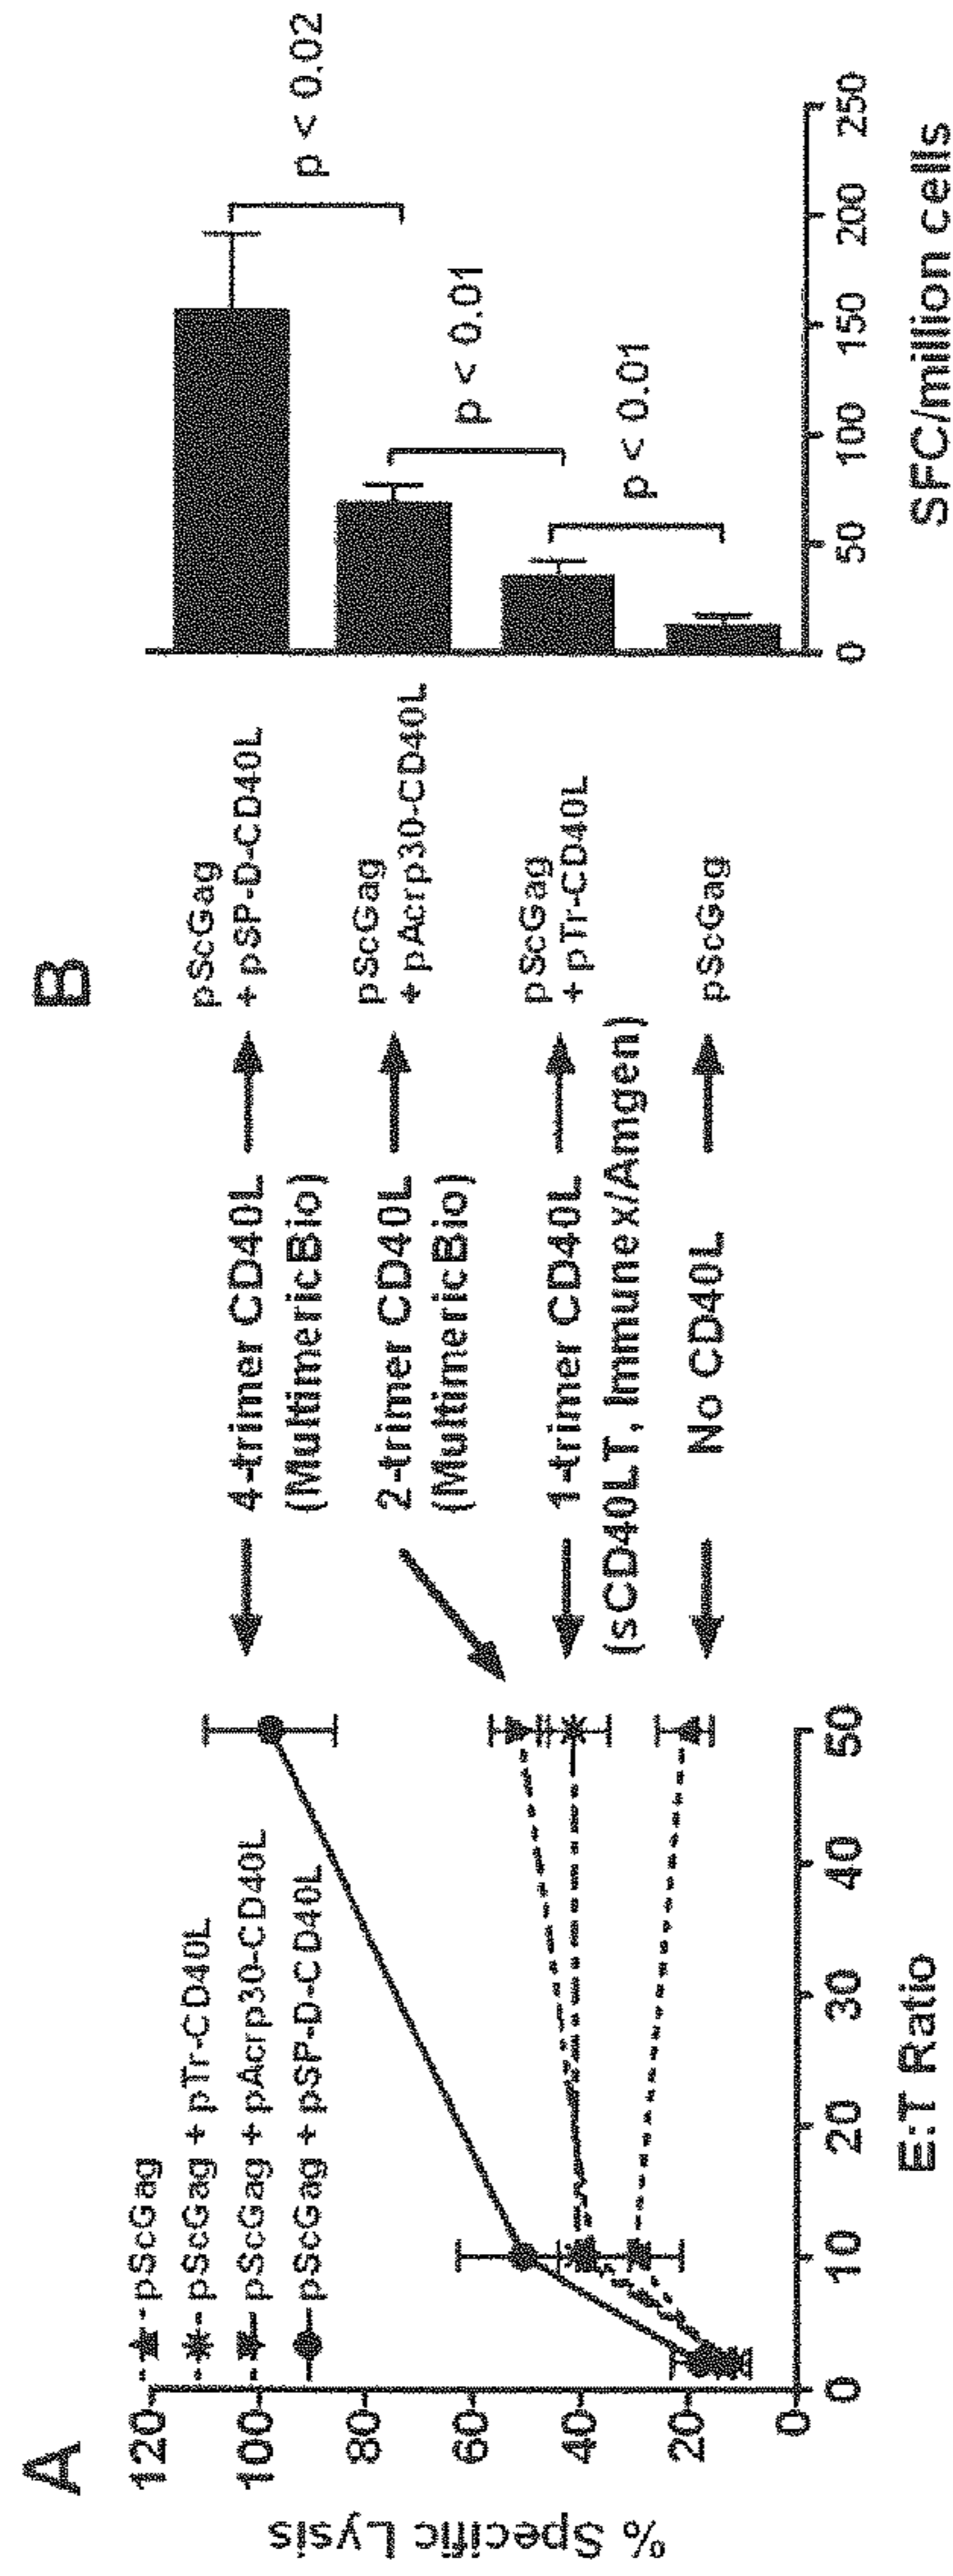 A
% Specific Lysis
120
100
80
60
40
20
0
pScGag
pScGag + pTr-CD40L
pScGag + pAcrp30-CD40L
pScGag + pSP-D-CD40L
0
10
20
30
40
50
E:T Ratio
4-trimer CD40L
(MultimericBio)
2-trimer CD40L
(MultimericBio)
1-trimer CD40L
(sCD40LT, Immunex/Amgen)
No CD40L
B
pScGag
+ pSP-D-CD40L
pScGag
+ pAcrp30-CD40L
pScGag
+ pTr-CD40L
pScGag
p < 0.02
p < 0.01
p < 0.01
0
50
100
150
200
250
SFC/million cells